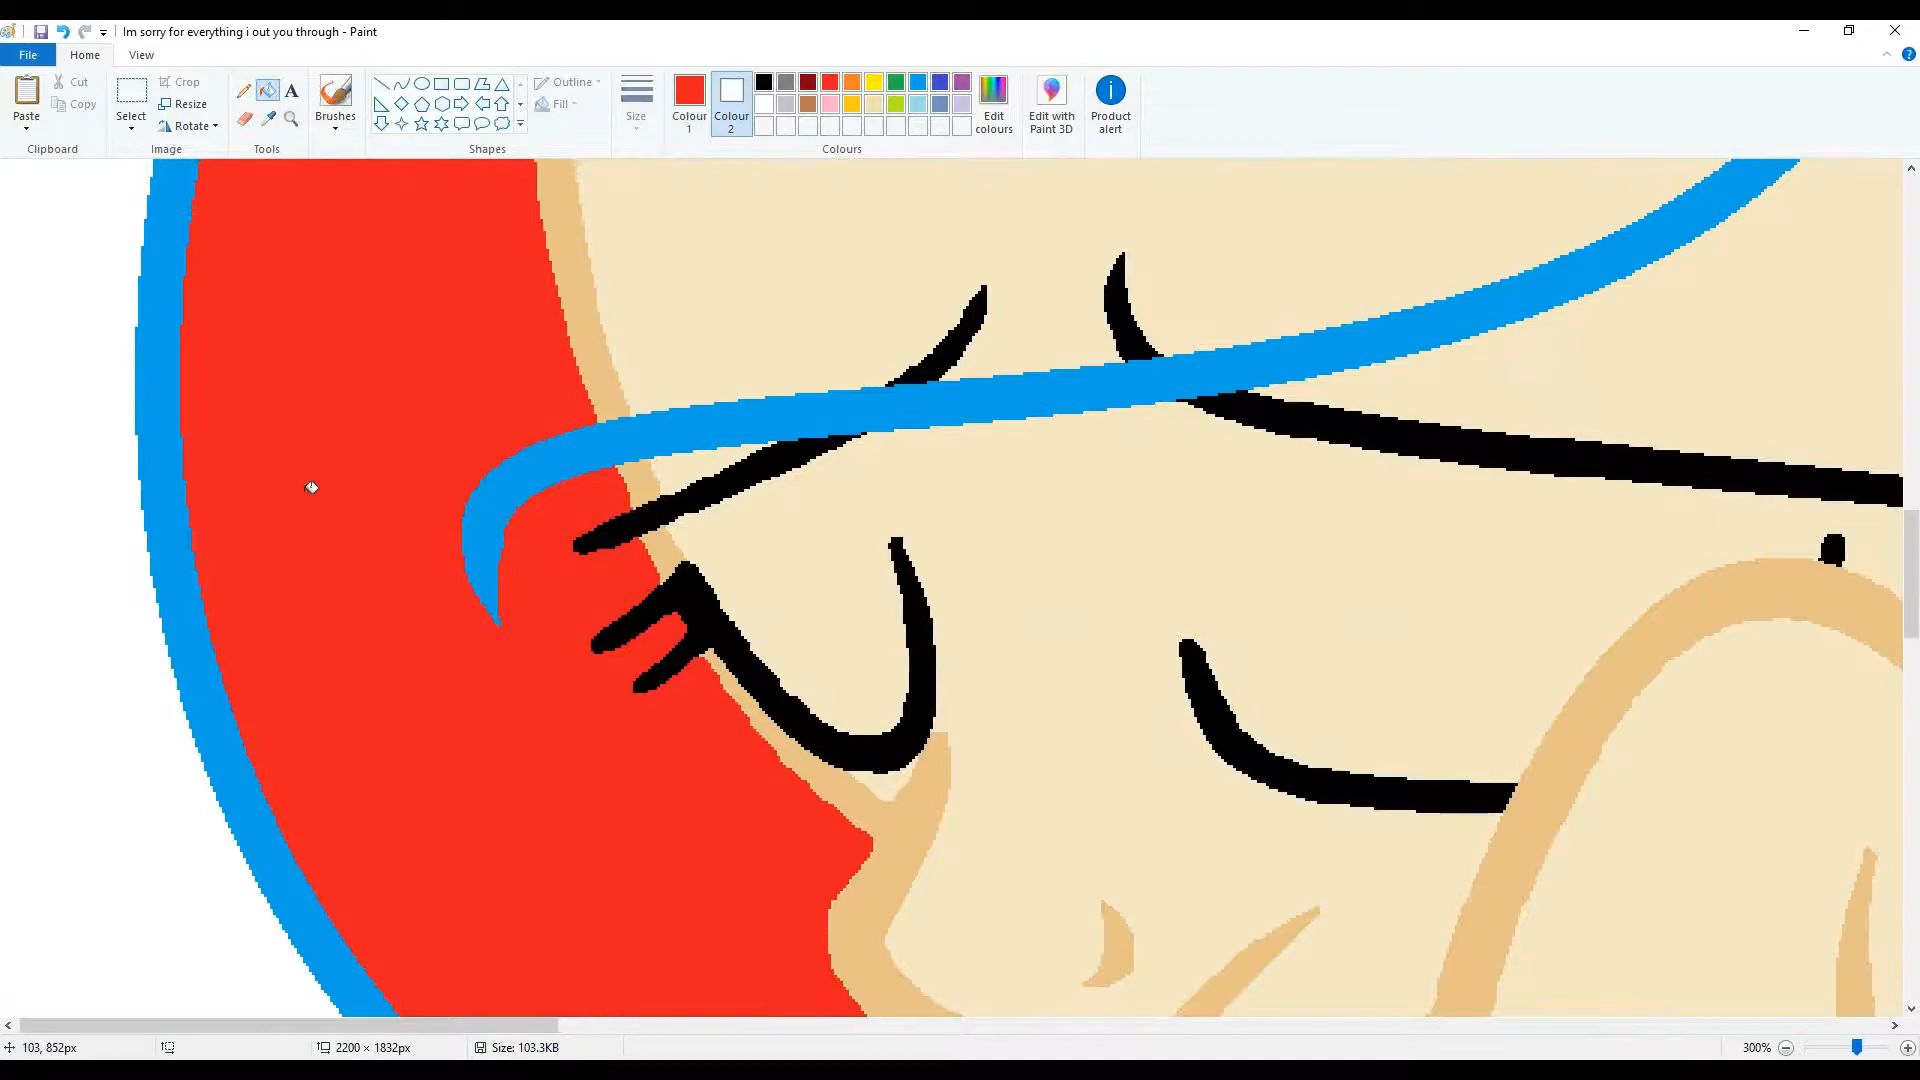 Im sorry for everything i out you through - Paint
File Home View
Paste
Cut
Copy
Clipboard
Select
Crop
Resize
Rotate
Image
A
Tools
Brushes
Shapes
Outline
Fill
Size
Colour
1
Colour
2
Colours
Edit
colours
Edit with
Paint 3D
Product
alert
103, 852px
2200 × 1832px
Size: 103.3KB
300%